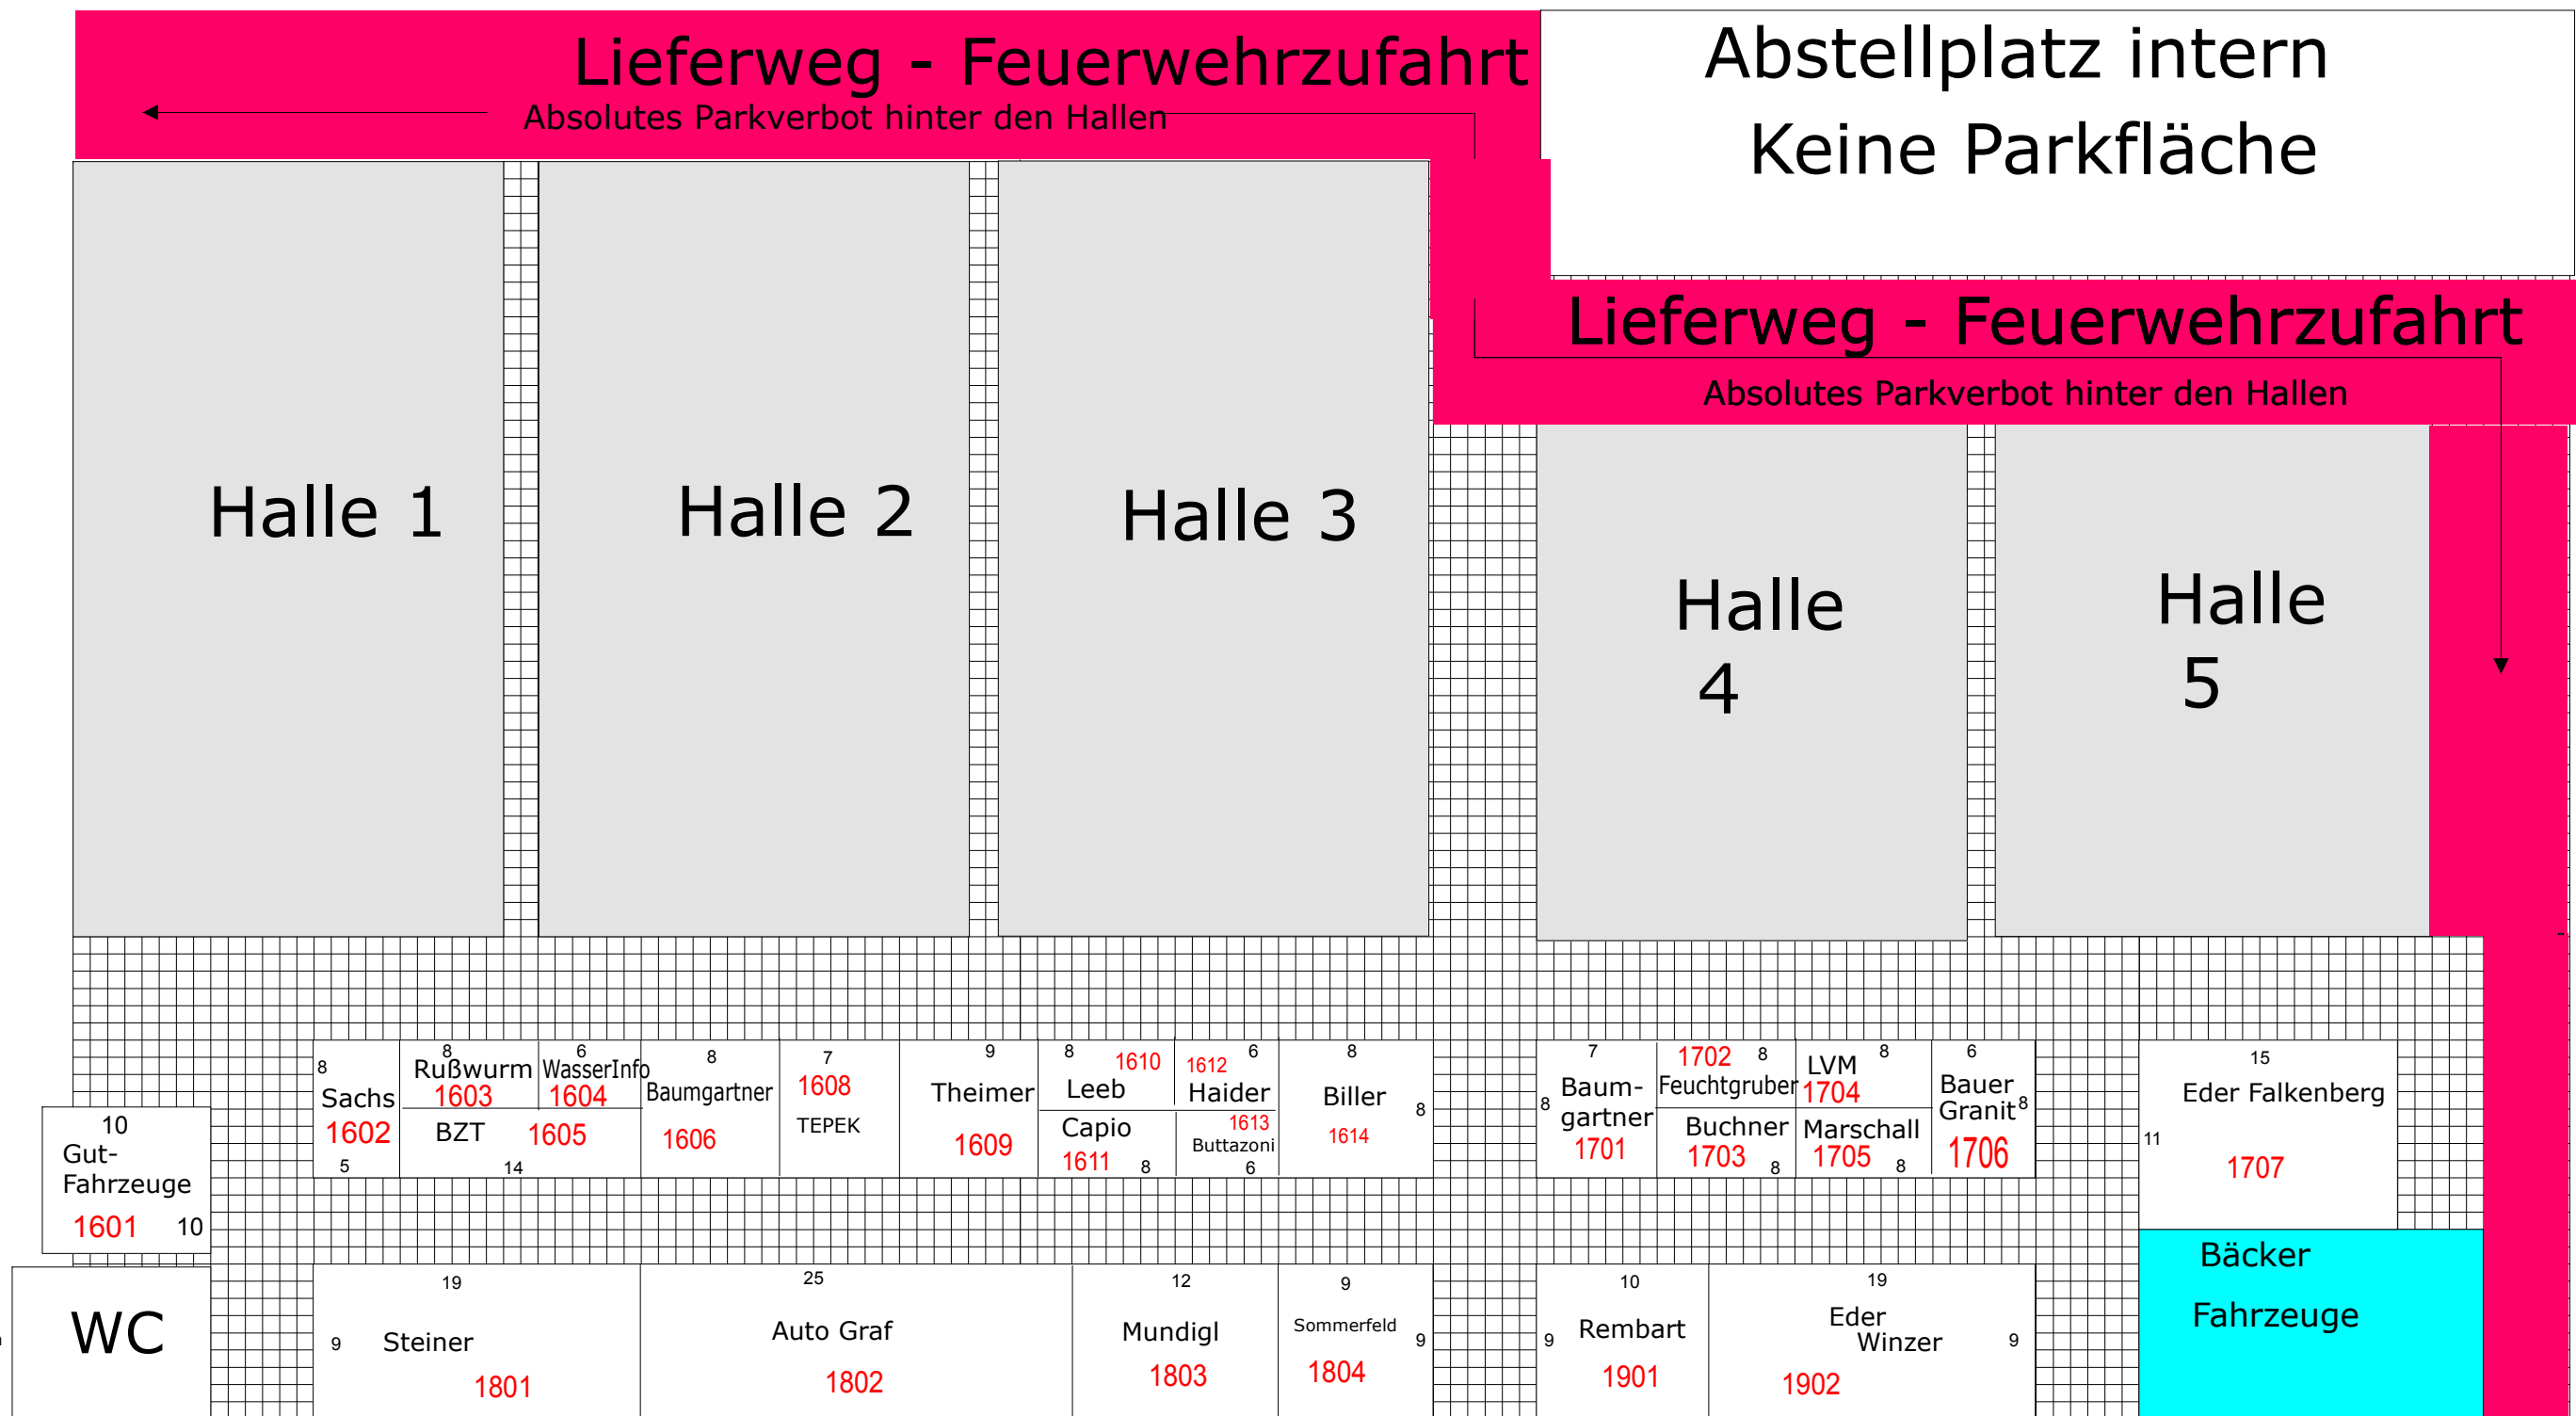 Lieferweg - Feuerwehrzufahrt
Absolutes Parkverbot hinter den Hallen
Abstellplatz intern
Keine Parkfläche
Lieferweg - Feuerwehrzufahrt
Absolutes Parkverbot hinter den Hallen
Halle 1
Halle 2
Halle 3
Halle
4
Halle
5
10
Gut-
Fahrzeuge
1601 10
8
Sachs
1602
5
8
Rußwurm
1603
6
WasserInfo
1604
BZT 1605
14
8
Baumgartner
1606
7
1608
TEPEK
9
Theimer
1609
8 1610
Leeb
Capio
1611 8
1612 6
Haider
1613
Buttazoni
6
8
Biller
8
1614
7
8
Baum-
gartner
1701
1702 8
Feuchtgruber
Buchner
1703 8
8
LVM
1704
Marschall
1705 8
6
Bauer
Granit 8
1706
15
Eder Falkenberg
11
1707
Bäcker
Fahrzeuge
WC
19
9 Steiner
1801
25
Auto Graf
1802
12
Mundigl
1803
9
Sommerfeld
9
1804
10
9 Rembart
1901
19
Eder
Winzer 9
1902